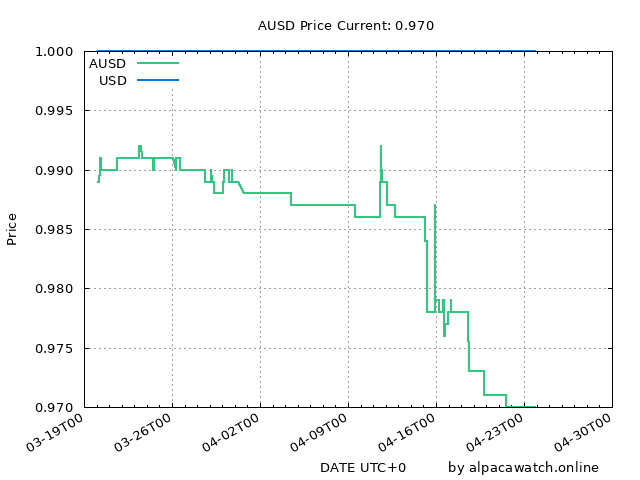 AUSD Price Current: 0.970
1.000
AUSD
USD
0.995
0.990
0.985
Price
0.980
0.975
0.970
03-19T00
03-26T00
04-02T00
04-09T00
04-16T00
04-23T00
04-30T00
DATE UTC+0
by alpacawatch.online